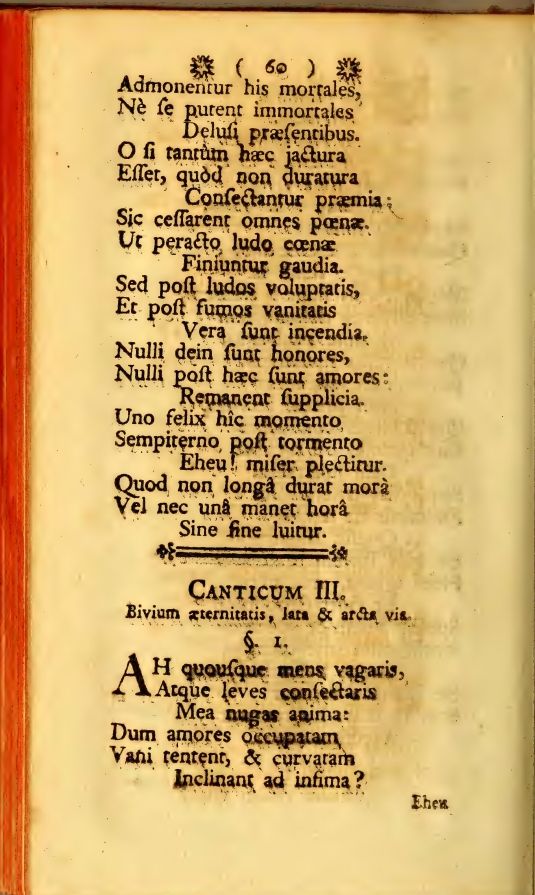 ( 60 )
Admonentur his mortales,
Nè ſe putent immortales
Deluſi præſentibus.
O ſi tantùm hæc jactura
Eſſet, quòd non duratura
Conſectantur præmia;
Sic ceſſarent omnes pœnæ.
Ut peracto ludo cœnæ
Finiuntur gaudia.
Sed poſt ludos voluptatis,
Et poſt fumos vanitatis
Vera ſunt incendia.
Nulli dein ſunt honores,
Nulli poſt hæc ſunt amores:
Remanent ſupplicia.
Uno felix hîc momento
Sempiterno poſt tormento
Eheu! miſer plectitur.
Quod non longâ durat morâ
Vel nec unâ manet horâ
Sine fine luitur.
CANTICUM III.
Bivium æternitatis, lata & arcta via.
§. 1.
AH quouſque mens vagaris,
Atque leves conſectaris
Mea nugas anima:
Dum amores occupatam
Vani tentent, & curvatam
Inclinant ad infima?
Eheu